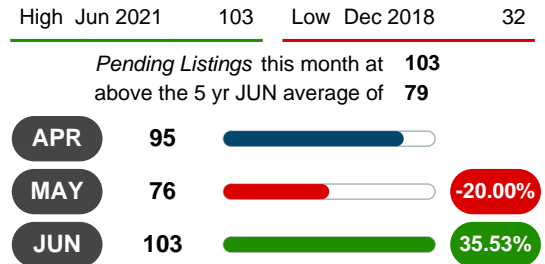 High Jun 2021 103 Low Dec 2018 32
Pending Listings this month at 103
above the 5 yr JUN average of 79
APR 95
MAY 76 -20.00%
JUN 103 35.53%